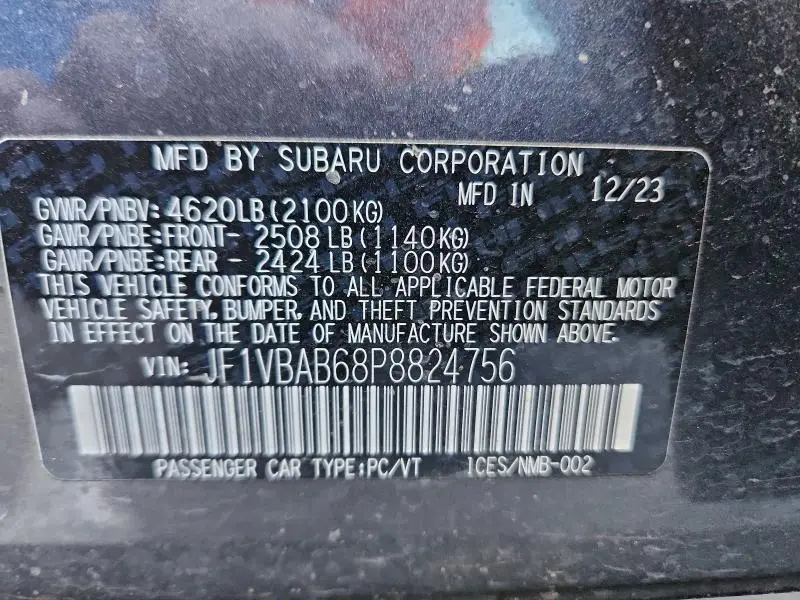 MFD BY SUBARU CORPORATION
MFD IN 12/23
GVWR/PNBV: 4620LB(2100KG)
GAWR/PNBE:FRONT- 2508 LB(1140KG)
GAWR/PNBE:REAR - 2424 LB(1100KG)
THIS VEHICLE CONFORMS TO ALL APPLICABLE FEDERAL MOTOR
VEHICLE SAFETY, BUMPER, AND THEFT PREVENTION STANDARDS
IN EFFECT ON THE DATE OF MANUFACTURE SHOWN ABOVE.
VIN: JF1VBAB68P8824756
PASSENGER CAR TYPE:PC/VT ICES/NMB-002